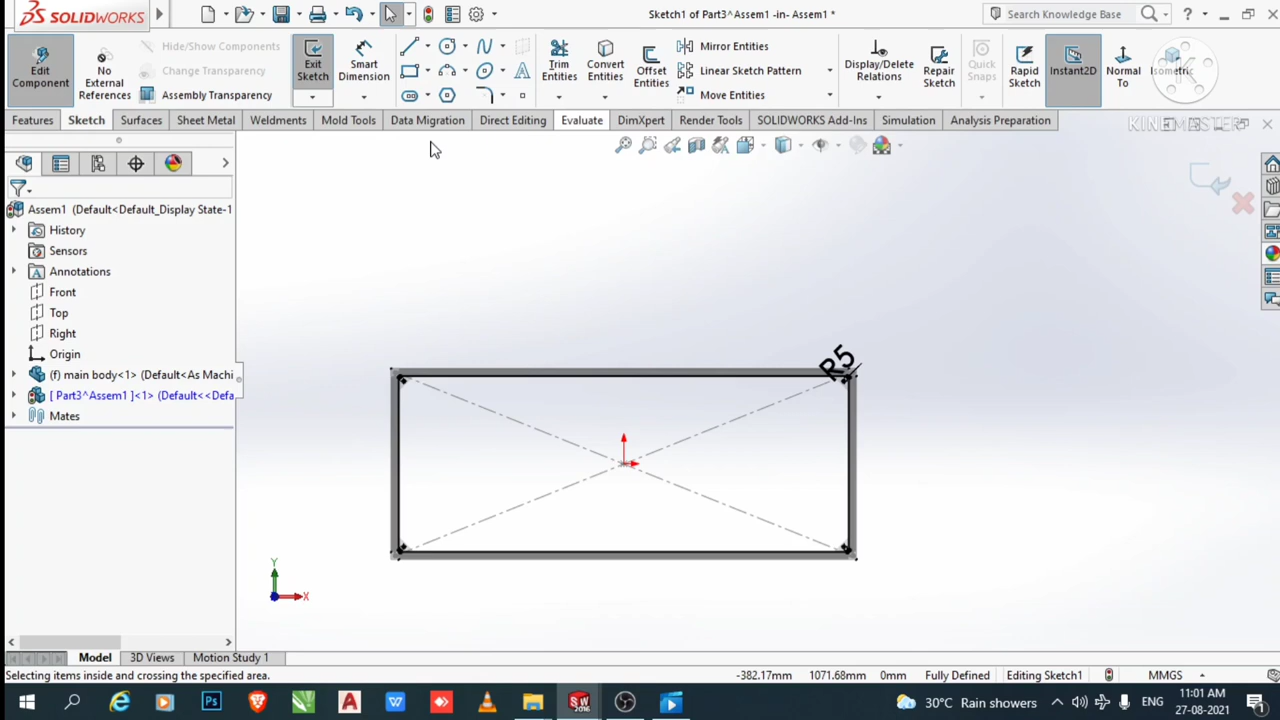 SOLIDWORKS
Sketch1 of Part3^Assem1 -in- Assem1 *
Search Knowledge Base
?
Edit Component
No External References
Hide/Show Components
Change Transparency
Assembly Transparency
Exit Sketch
Smart Dimension
Trim Entities
Convert Entities
Offset Entities
Mirror Entities
Linear Sketch Pattern
Move Entities
Display/Delete Relations
Repair Sketch
Quick Snaps
Rapid Sketch
Instant2D
Normal To
Isometric
Features
Sketch
Surfaces
Sheet Metal
Weldments
Mold Tools
Data Migration
Direct Editing
Evaluate
DimXpert
Render Tools
SOLIDWORKS Add-Ins
Simulation
Analysis Preparation
KINEMASTER
Assem1 (Default<Default_Display State-1
History
Sensors
Annotations
Front
Top
Right
Origin
(f) main body<1> (Default<As Machi
[ Part3^Assem1 ]<1> (Default<<Defa
Mates
R5
Y
X
Model
3D Views
Motion Study 1
Selecting items inside and crossing the specified area.
-382.17mm
1071.68mm
0mm
Fully Defined
Editing Sketch1
MMGS
30°C Rain showers
ENG
11:01 AM
27-08-2021